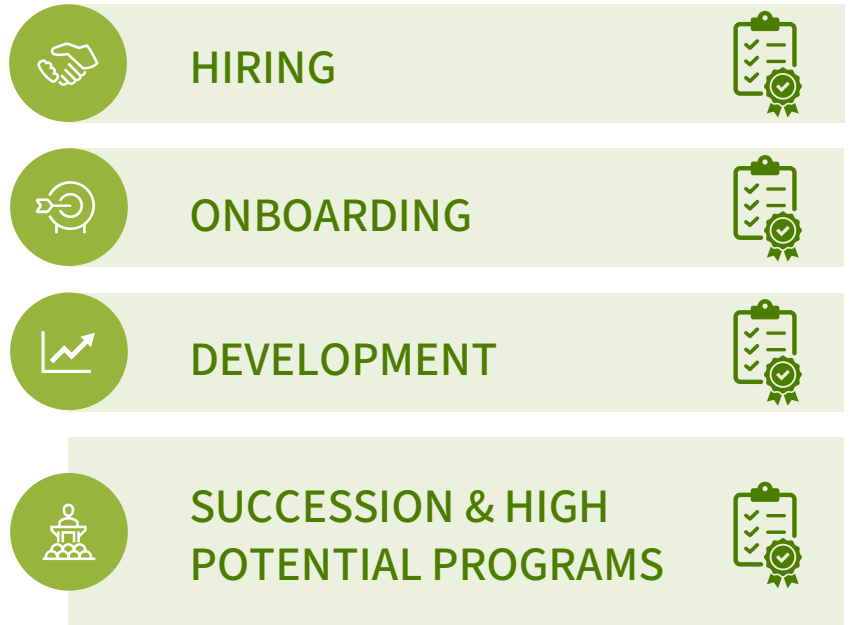 HIRING
ONBOARDING
DEVELOPMENT
SUCCESSION & HIGH
POTENTIAL PROGRAMS